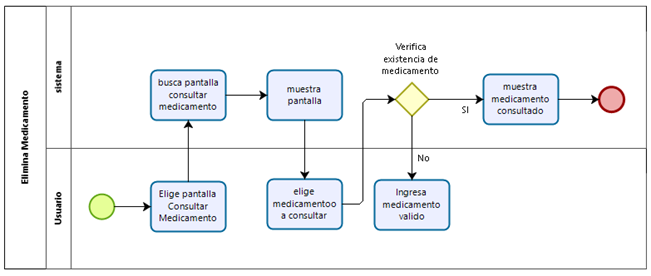 Elimina Medicamento
sistema
Usuario
busca pantalla
consultar
medicamento
muestra
pantalla
Verifica
existencia de
medicamento
SI
muestra
medicamento
consultado
No
Elige pantalla
Consultar
Medicamento
elige
medicamentoo
a consultar
Ingresa
medicamento
valido